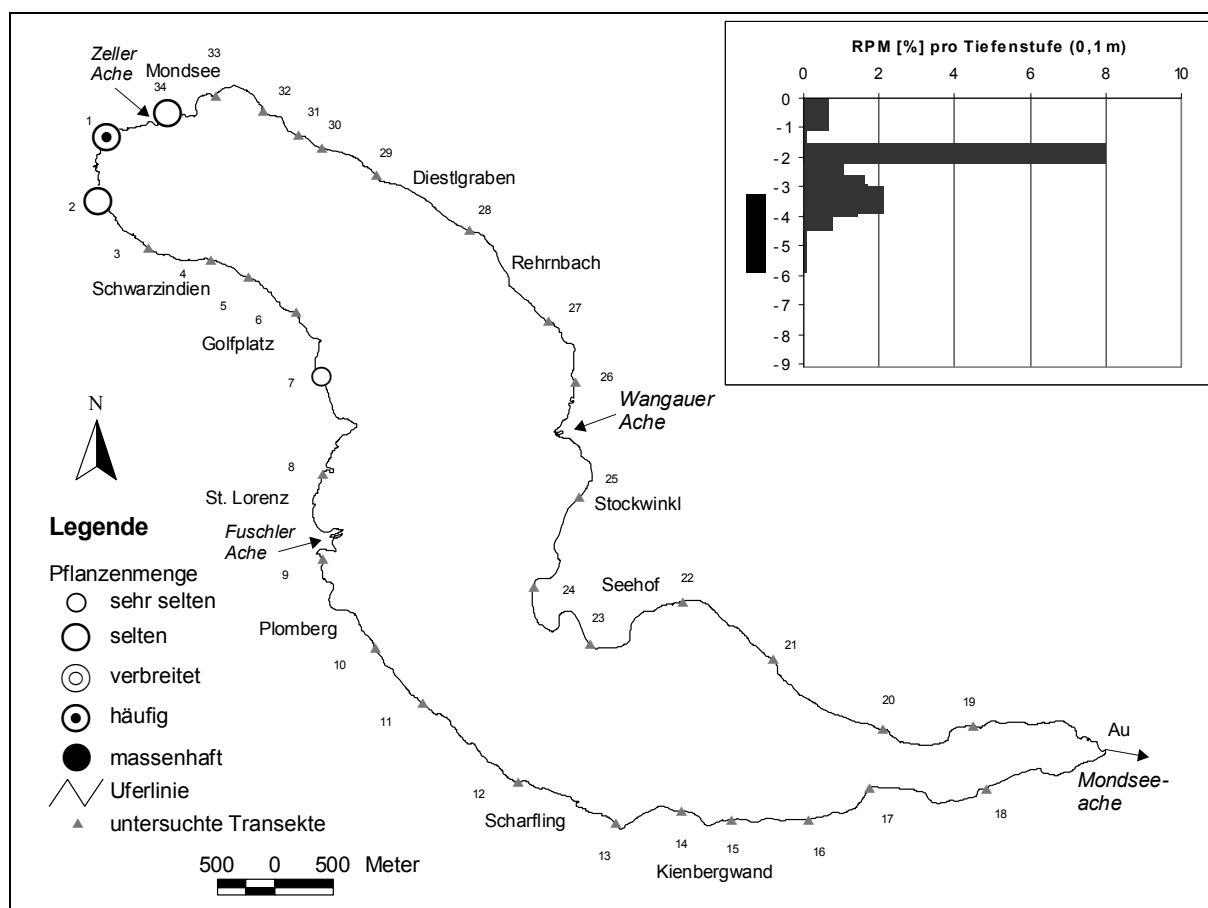 RPM [%] pro Tiefenstufe (0,1m)
0 2 4 6 8 10
0
-1
-2
-3
-4
-5
-6
-7
-8
-9
Zeller
Ache
Mondsee
33
34
32
31
30
1
29
Diestlgraben
2
28
3
Rehrnbach
4
Schwarzindien
5
6
27
Golfplatz
7
26
Wangauer
Ache
N
8
25
St. Lorenz
Stockwinkl
Fuschler
Ache
9
24
Seehof
22
23
Plomberg
10
21
11
20
19
Au
Mondsee-
ache
12
Scharfling
13
14
15
16
17
18
Kienbergwand
Legende
Pflanzenmenge
sehr selten
selten
verbreitet
häufig
massenhaft
Uferlinie
untersuchte Transekte
500 0 500 Meter